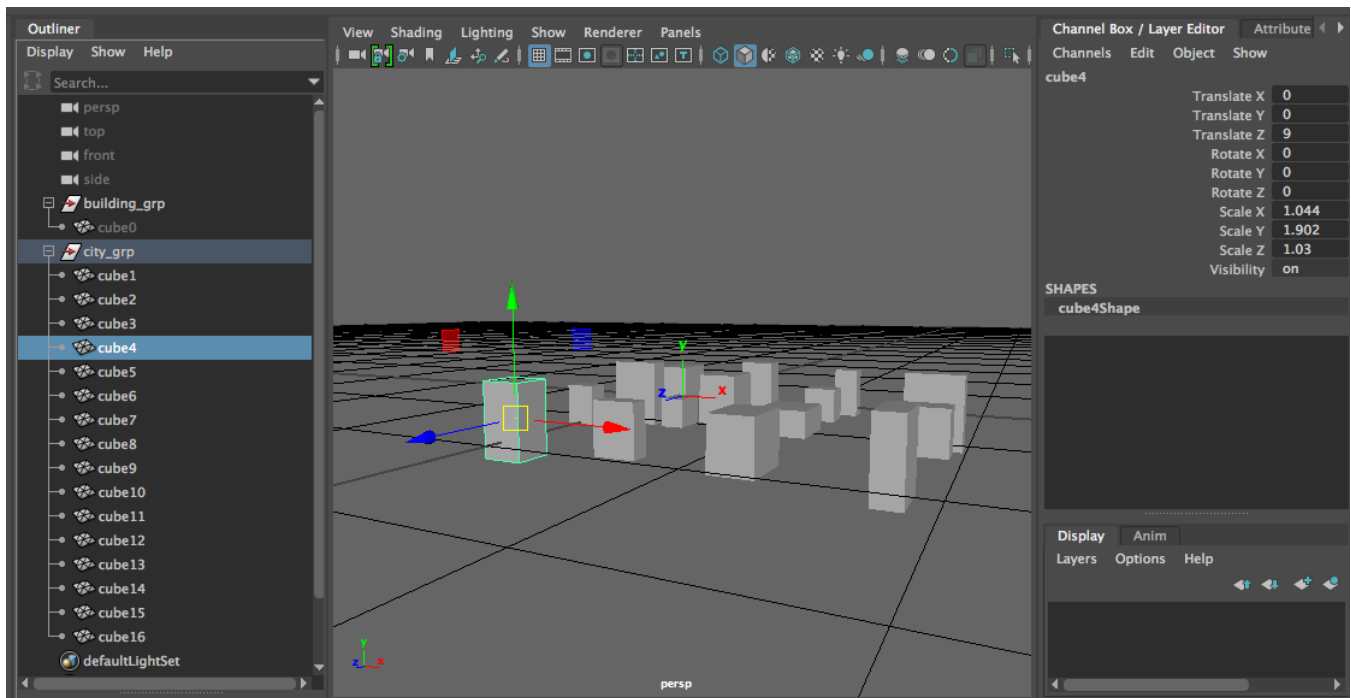 Outliner
Display Show Help
Search...
persp
top
front
side
building_grp
cube0
city_grp
cube1
cube2
cube3
cube4
cube5
cube6
cube7
cube8
cube9
cube10
cube11
cube12
cube13
cube14
cube15
cube16
defaultLightSet
View Shading Lighting Show Renderer Panels
T
y
z x
y
z x
persp
Channel Box / Layer Editor Attribute
Channels Edit Object Show
cube4
Translate X 0
Translate Y 0
Translate Z 9
Rotate X 0
Rotate Y 0
Rotate Z 0
Scale X 1.044
Scale Y 1.902
Scale Z 1.03
Visibility on
SHAPES
cube4Shape
Display Anim
Layers Options Help